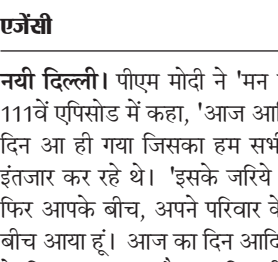 एजेंसी
नयी दिल्ली। पीएम मोदी ने 'मन
111वें एपिसोड में कहा, 'आज
दिन आ ही गया जिसका हम सभी
इंतजार कर रहे थे। 'इसके जरिये
फिर आपके बीच, अपने परिवार के
बीच आया हूं। आज का दिन